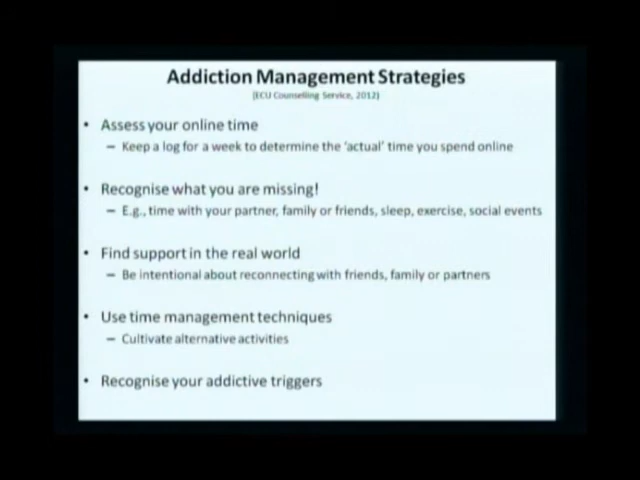 Addiction Management Strategies
(ECU Counselling Service, 2012)
• Assess your online time
– Keep a log for a week to determine the 'actual' time you spend online
• Recognise what you are missing!
– E.g., time with your partner, family or friends, sleep, exercise, social events
• Find support in the real world
– Be intentional about reconnecting with friends, family or partners
• Use time management techniques
– Cultivate alternative activities
• Recognise your addictive triggers